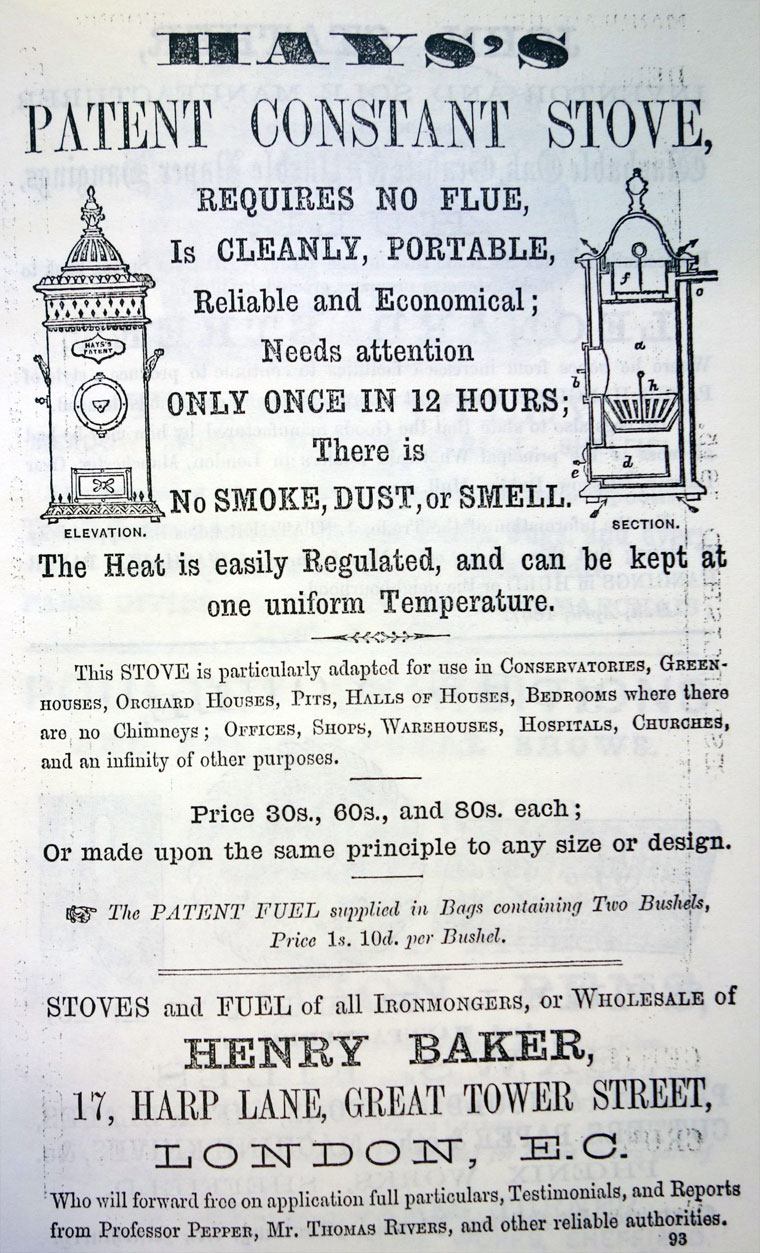 HAYS'S
PATENT CONSTANT STOVE,
REQUIRES NO FLUE,
Is CLEANLY, PORTABLE,
Reliable and Economical;
Needs attention
ONLY ONCE IN 12 HOURS;
There is
No SMOKE, DUST, or SMELL.
HAYS'S
PATENT
ELEVATION.
f
o
a
b
h
e
d
SECTION.
The Heat is easily Regulated, and can be kept at
one uniform Temperature.
This STOVE is particularly adapted for use in CONSERVATORIES, GREEN-
HOUSES, ORCHARD HOUSES, PITS, HALLS OF HOUSES, BEDROOMS where there
are no Chimneys; OFFICES, SHOPS, WAREHOUSES, HOSPITALS, CHURCHES,
and an infinity of other purposes.
Price 30s., 60s., and 80s. each;
Or made upon the same principle to any size or design.
☞ The PATENT FUEL supplied in Bags containing Two Bushels,
Price 1s. 10d. per Bushel.
STOVES and FUEL of all IRONMONGERS, or WHOLESALE of
HENRY BAKER,
17, HARP LANE, GREAT TOWER STREET,
LONDON, E.C.
Who will forward free on application full particulars, Testimonials, and Reports
from Professor PEPPER, Mr. THOMAS RIVERS, and other reliable authorities.
93